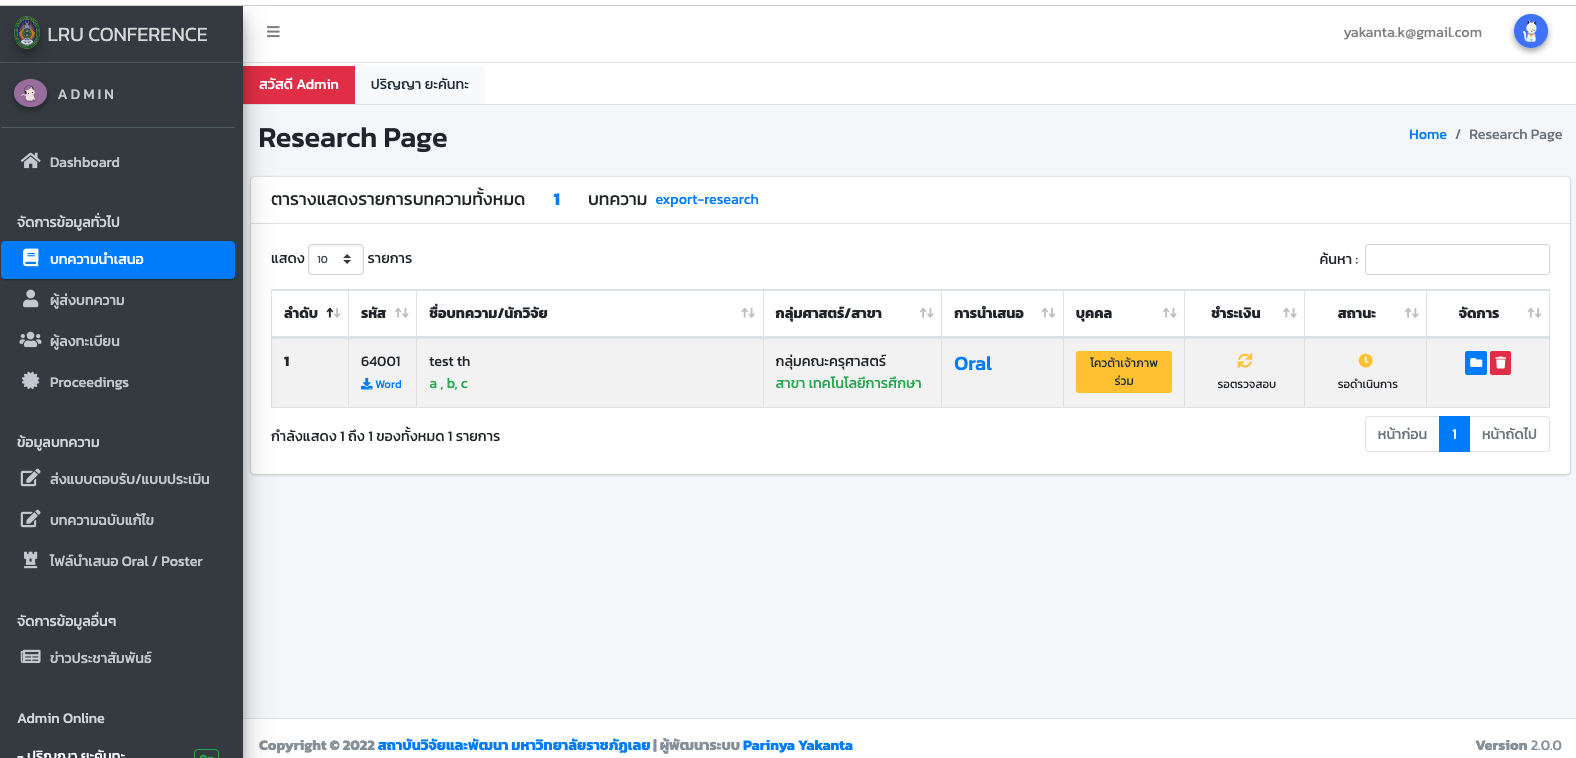 LRU CONFERENCE
ADMIN
Dashboard
จัดการข้อมูลทั่วไป
บทความนำเสนอ
ผู้ส่งบทความ
ผู้ลงทะเบียน
Proceedings
ข้อมูลบทความ
ส่งแบบตอบรับ/แบบประเมิน
บทความฉบับแก้ไข
ไฟล์นำเสนอ Oral / Poster
จัดการข้อมูลอื่นๆ
ข่าวประชาสัมพันธ์
Admin Online
- ปริญญา ยะคันทะ
yakanta.k@gmail.com
สวัสดี Admin ปริญญา ยะคันทะ
Research Page
Home / Research Page
ตารางแสดงรายการบทความทั้งหมด 1 บทความ export-research
แสดง 10 รายการ
ค้นหา :
ลำดับ รหัส ชื่อบทความ/นักวิจัย กลุ่มศาสตร์/สาขา การนำเสนอ บุคคล ชำระเงิน สถานะ จัดการ
1 64001 test th กลุ่มคณะครุศาสตร์ Oral โควต้าเจ้าภาพ
Word a , b, c สาขา เทคโนโลยีการศึกษา ร่วม รอตรวจสอบ รอดำเนินการ
กำลังแสดง 1 ถึง 1 ของทั้งหมด 1 รายการ
หน้าก่อน 1 หน้าถัดไป
Copyright © 2022 สถาบันวิจัยและพัฒนา มหาวิทยาลัยราชภัฏเลย | ผู้พัฒนาระบบ Parinya Yakanta
Version 2.0.0